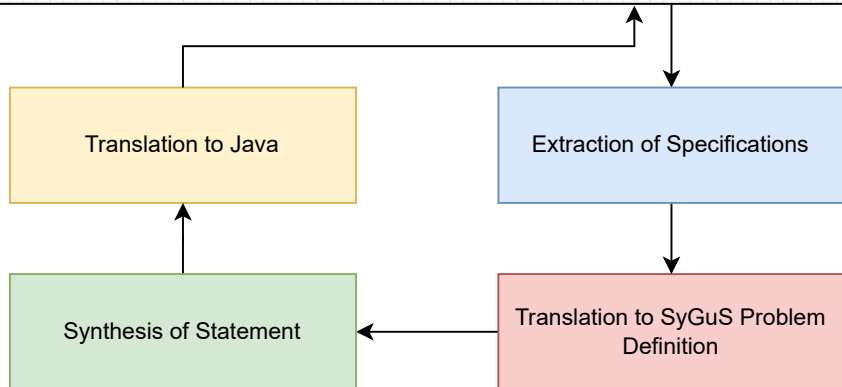 Translation to Java
Extraction of Specifications
Synthesis of Statement
Translation to SyGuS Problem
Definition